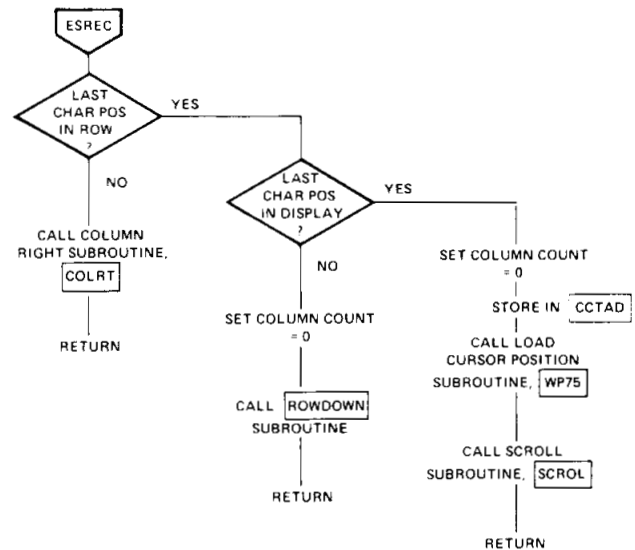 ESREC
LAST
CHAR POS
IN ROW
?
YES
NO
CALL COLUMN
RIGHT SUBROUTINE,
COLRT
RETURN
LAST
CHAR POS
IN DISPLAY
?
YES
NO
SET COLUMN COUNT
= 0
CALL ROWDOWN
SUBROUTINE
RETURN
SET COLUMN COUNT
= 0
STORE IN CCTAD
CALL LOAD
CURSOR POSITION
SUBROUTINE, WP75
CALL SCROLL
SUBROUTINE, SCROL
RETURN